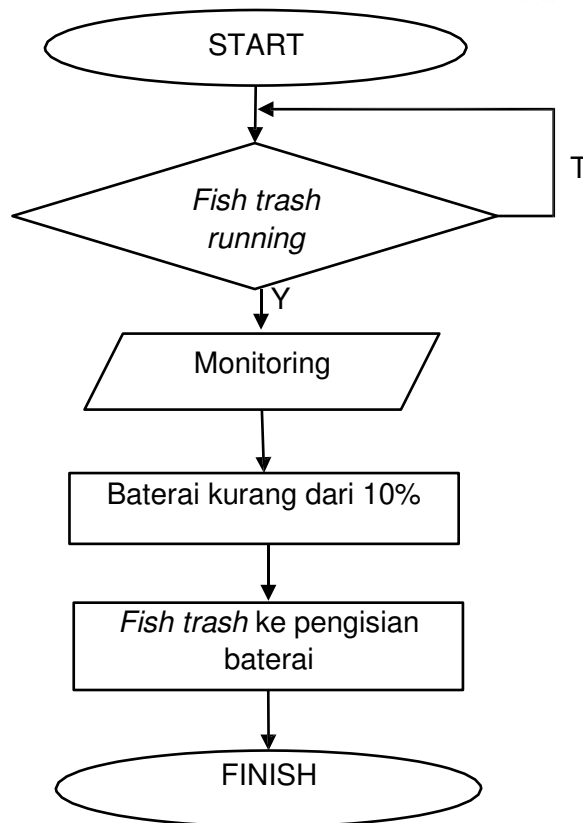 START
T
Fish trash
running
Y
Monitoring
Baterai kurang dari 10%
Fish trash ke pengisian
baterai
FINISH